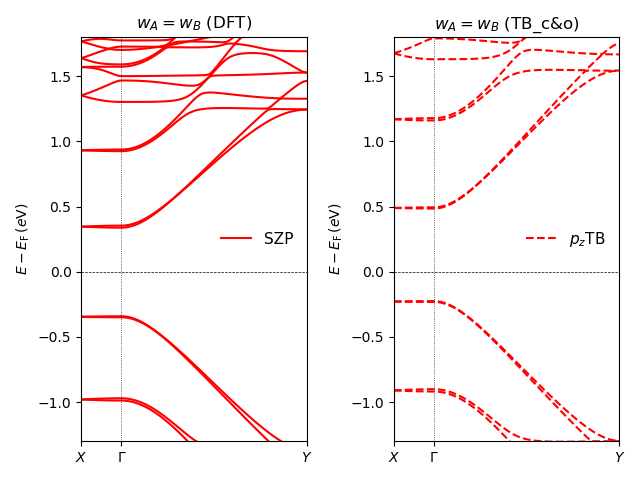 w_A = w_B (DFT)
1.5
1.0
0.5
0.0
−0.5
−1.0
E − E_F (eV)
SZP
X
Γ
Y
w_A = w_B (TB_c&o)
1.5
1.0
0.5
0.0
−0.5
−1.0
E − E_F (eV)
p_zTB
X
Γ
Y